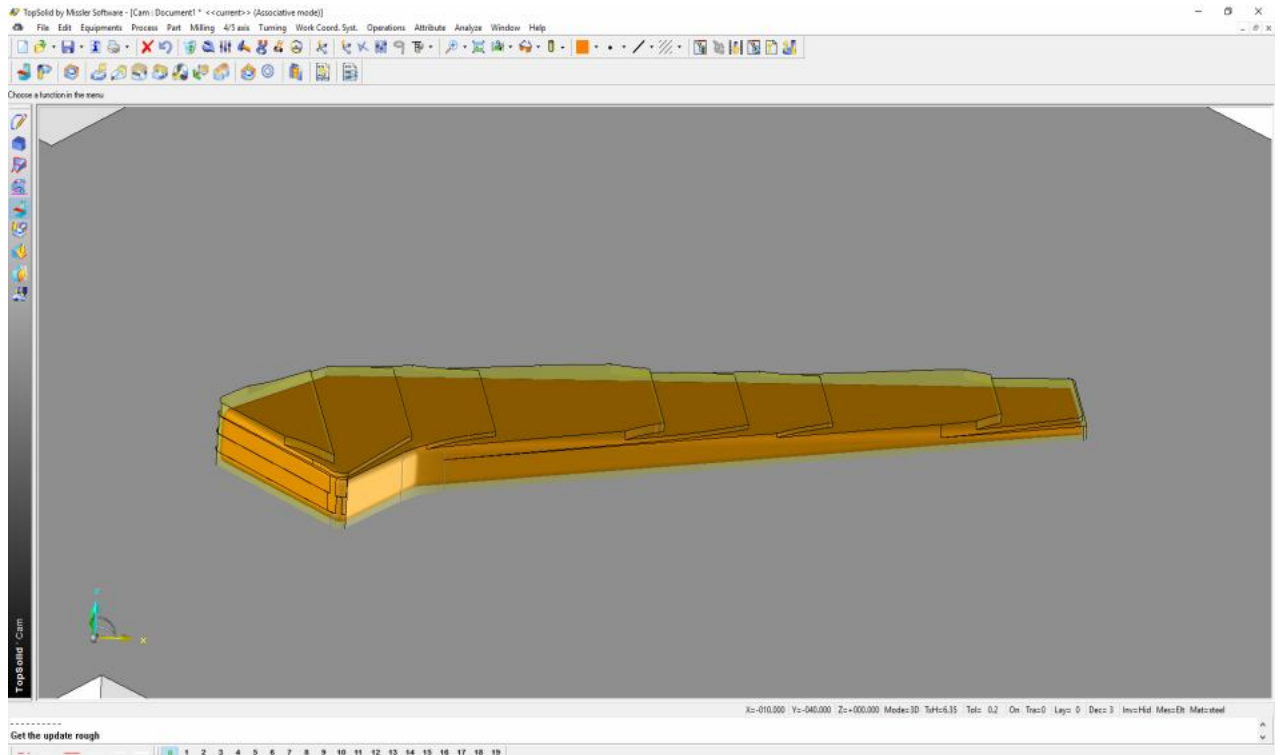 TopSolid by Missler Software - [Cam : Document1 * <<current>> (Associative mode)]
File Edit Equipments Process Part Milling 4/5 axis Turning Work Coord. Syst. Operations Attribute Analyze Window Help
Choose a function in the menu
TopSolid'Cam
z
x
X=-010.000 Y=-040.000 Z=+000.000 Mode=3D TsH=6.35 Tol= 0.2 On Tra=0 Lay= 0 Dec= 3 Inv=Hid Mes=Elt Mat=steel
----------
Get the update rough
0 1 2 3 4 5 6 7 8 9 10 11 12 13 14 15 16 17 18 19